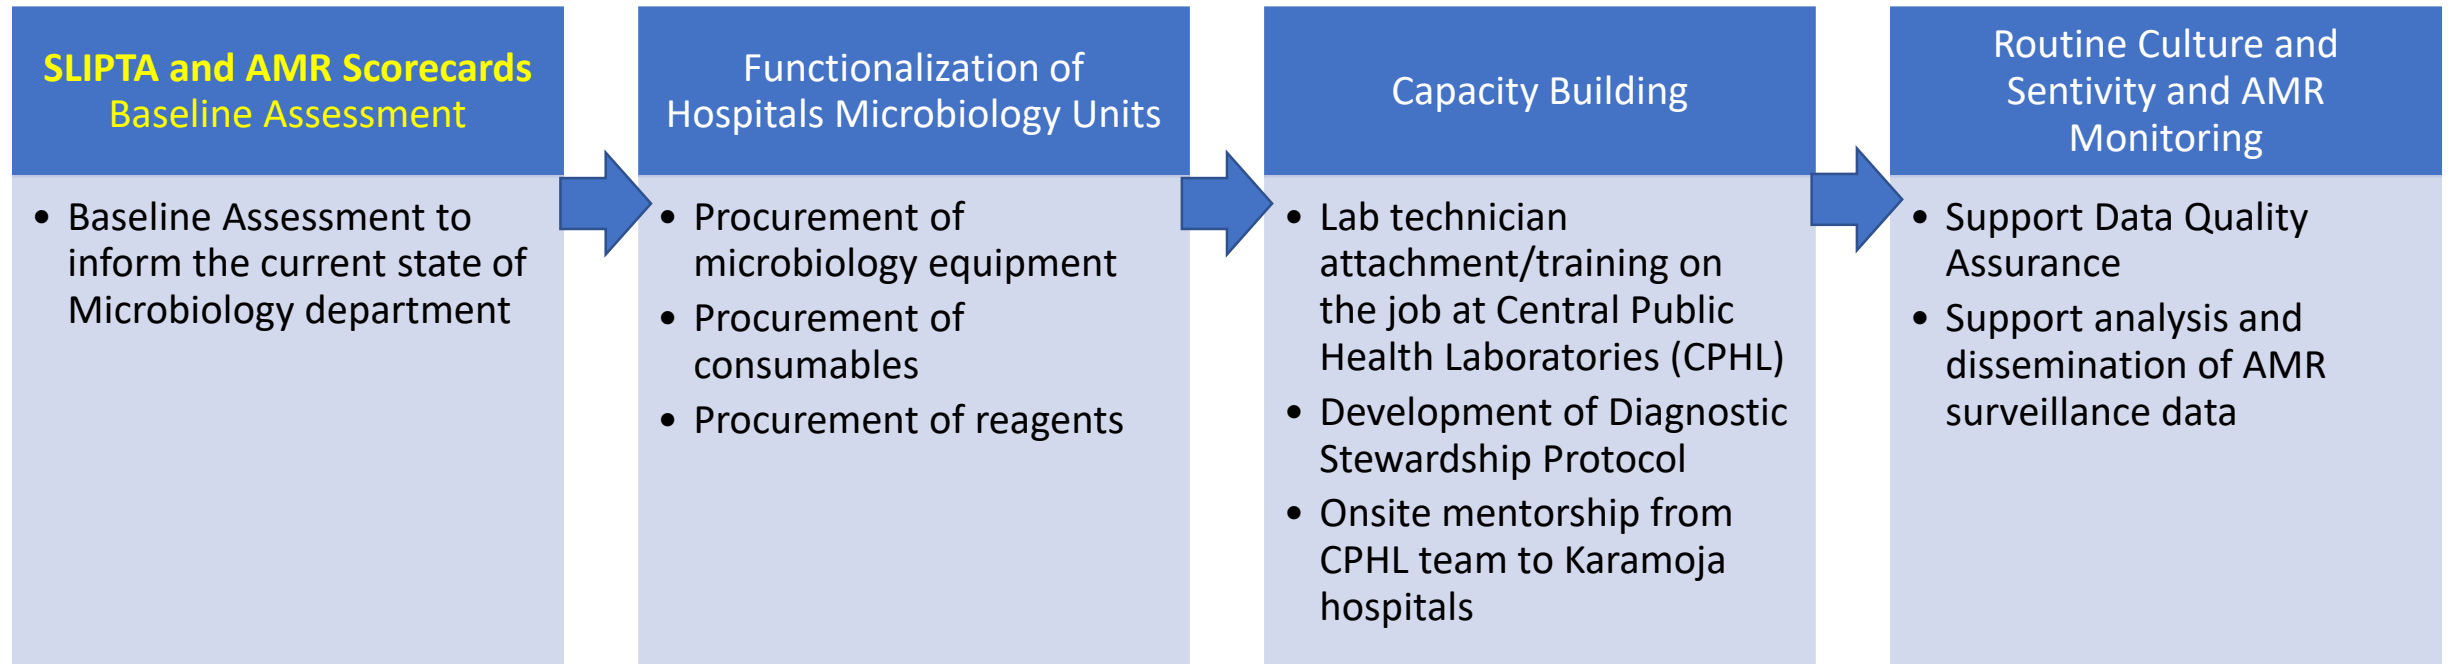 SLIPTA and AMR Scorecards
Baseline Assessment
• Baseline Assessment to
inform the current state of
Microbiology department
Functionalization of
Hospitals Microbiology Units
• Procurement of
microbiology equipment
• Procurement of
consumables
• Procurement of reagents
Capacity Building
• Lab technician
attachment/training on
the job at Central Public
Health Laboratories (CPHL)
• Development of Diagnostic
Stewardship Protocol
• Onsite mentorship from
CPHL team to Karamoja
hospitals
Routine Culture and
Sentivity and AMR
Monitoring
• Support Data Quality
Assurance
• Support analysis and
dissemination of AMR
surveillance data